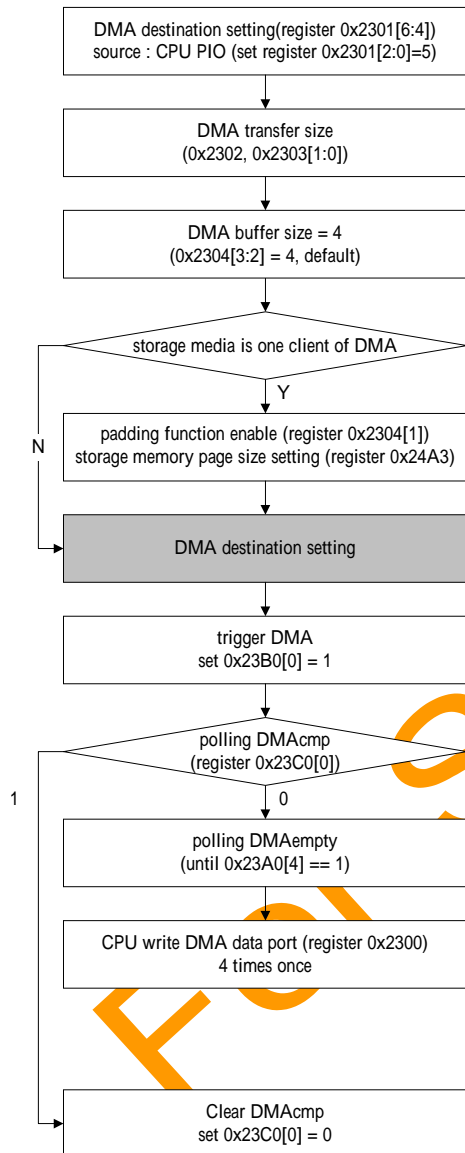 DMA destination setting(register 0x2301[6:4])
source : CPU PIO (set register 0x2301[2:0]=5)
DMA transfer size
(0x2302, 0x2303[1:0])
DMA buffer size = 4
(0x2304[3:2] = 4, default)
storage media is one client of DMA
Y
N
padding function enable (register 0x2304[1])
storage memory page size setting (register 0x24A3)
DMA destination setting
trigger DMA
set 0x23B0[0] = 1
polling DMAcmp
(register 0x23C0[0])
1
0
polling DMAempty
(until 0x23A0[4] == 1)
CPU write DMA data port (register 0x2300)
4 times once
Clear DMAcmp
set 0x23C0[0] = 0